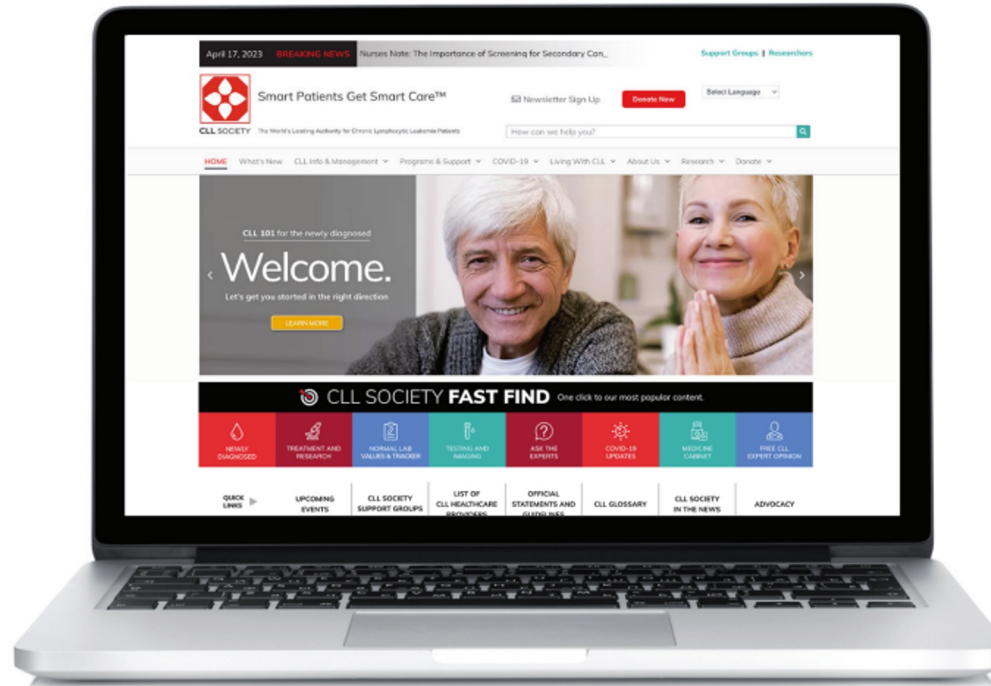 April 17, 2023 BREAKING NEWS Nurses Note: The Importance of Screening for Secondary Can_
Support Groups | Researchers
Smart Patients Get Smart Care™
Newsletter Sign Up
Donate Now
Select Language
CLL SOCIETY
The World's Leading Authority for Chronic Lymphocytic Leukemia Patients
How can we help you?
HOME What's New CLL Info & Management Programs & Support COVID-19 Living With CLL About Us Research Donate
CLL 101 for the newly diagnosed
Welcome.
Let's get you started in the right direction
LEARN MORE
CLL SOCIETY FAST FIND One click to our most popular content.
NEWLY
DIAGNOSED
TREATMENT AND
RESEARCH
NORMAL LAB
VALUES & TRACKER
TESTING AND
IMAGING
ASK THE
EXPERTS
COVID-19
UPDATES
MEDICINE
CABINET
FREE CLL
EXPERT OPINION
QUICK
LINKS
UPCOMING
EVENTS
CLL SOCIETY
SUPPORT GROUPS
LIST OF
CLL HEALTHCARE
PROVIDERS
OFFICIAL
STATEMENTS AND
GUIDELINES
CLL GLOSSARY
CLL SOCIETY
IN THE NEWS
ADVOCACY